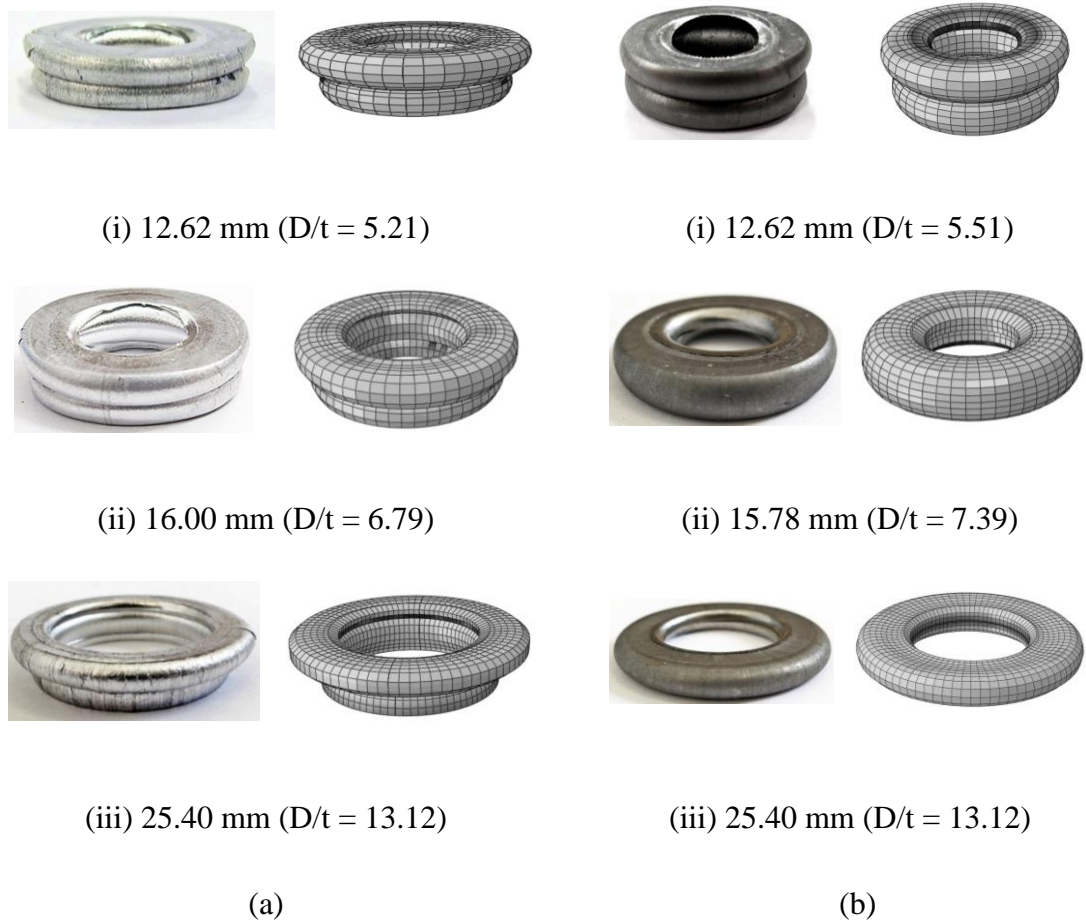 (i) 12.62 mm (D/t = 5.21)
(i) 12.62 mm (D/t = 5.51)
(ii) 16.00 mm (D/t = 6.79)
(ii) 15.78 mm (D/t = 7.39)
(iii) 25.40 mm (D/t = 13.12)
(iii) 25.40 mm (D/t = 13.12)
(a)
(b)